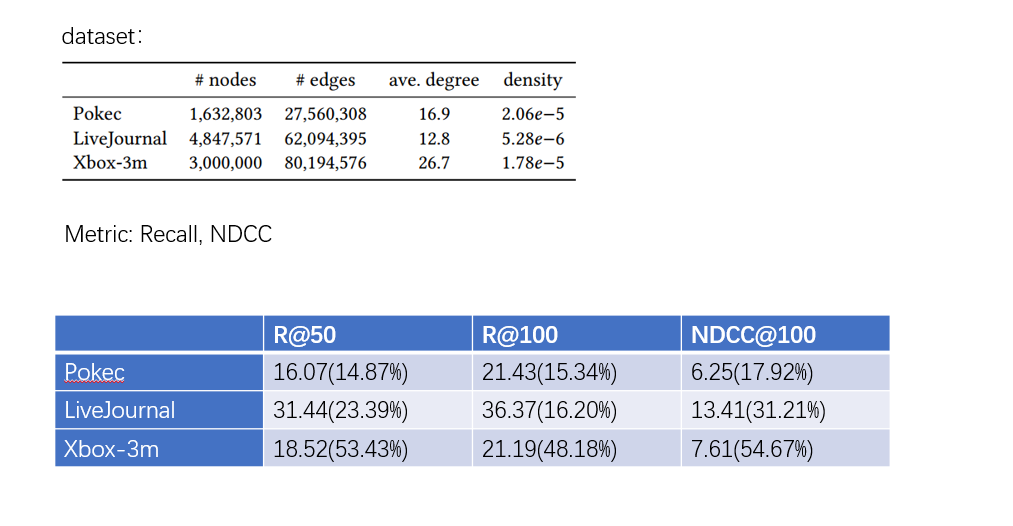 dataset:
# nodes # edges ave. degree density
Pokec 1,632,803 27,560,308 16.9 2.06e−5
LiveJournal 4,847,571 62,094,395 12.8 5.28e−6
Xbox-3m 3,000,000 80,194,576 26.7 1.78e−5
Metric: Recall, NDCC
R@50 R@100 NDCC@100
Pokec 16.07(14.87%) 21.43(15.34%) 6.25(17.92%)
LiveJournal 31.44(23.39%) 36.37(16.20%) 13.41(31.21%)
Xbox-3m 18.52(53.43%) 21.19(48.18%) 7.61(54.67%)